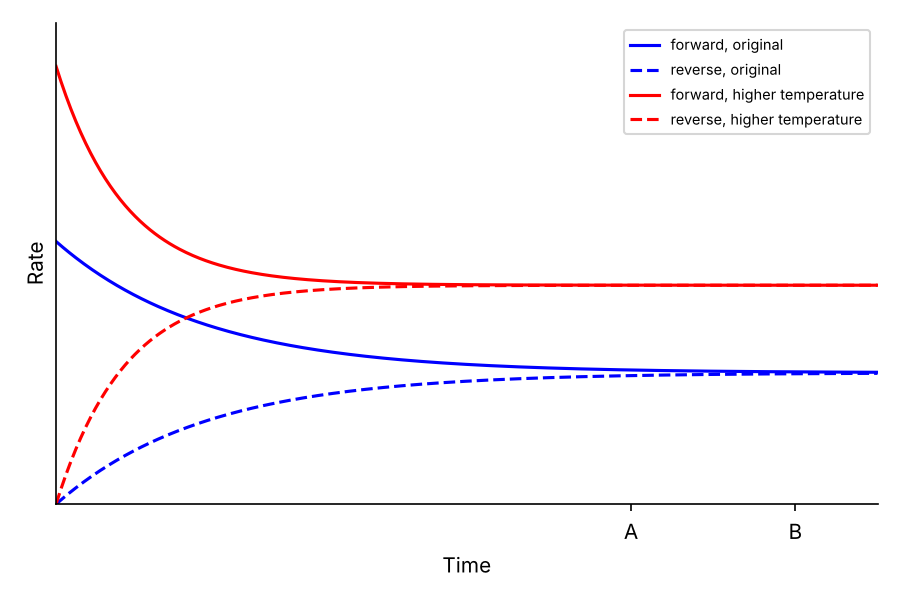 forward, original
reverse, original
forward, higher temperature
reverse, higher temperature
Rate
A
B
Time